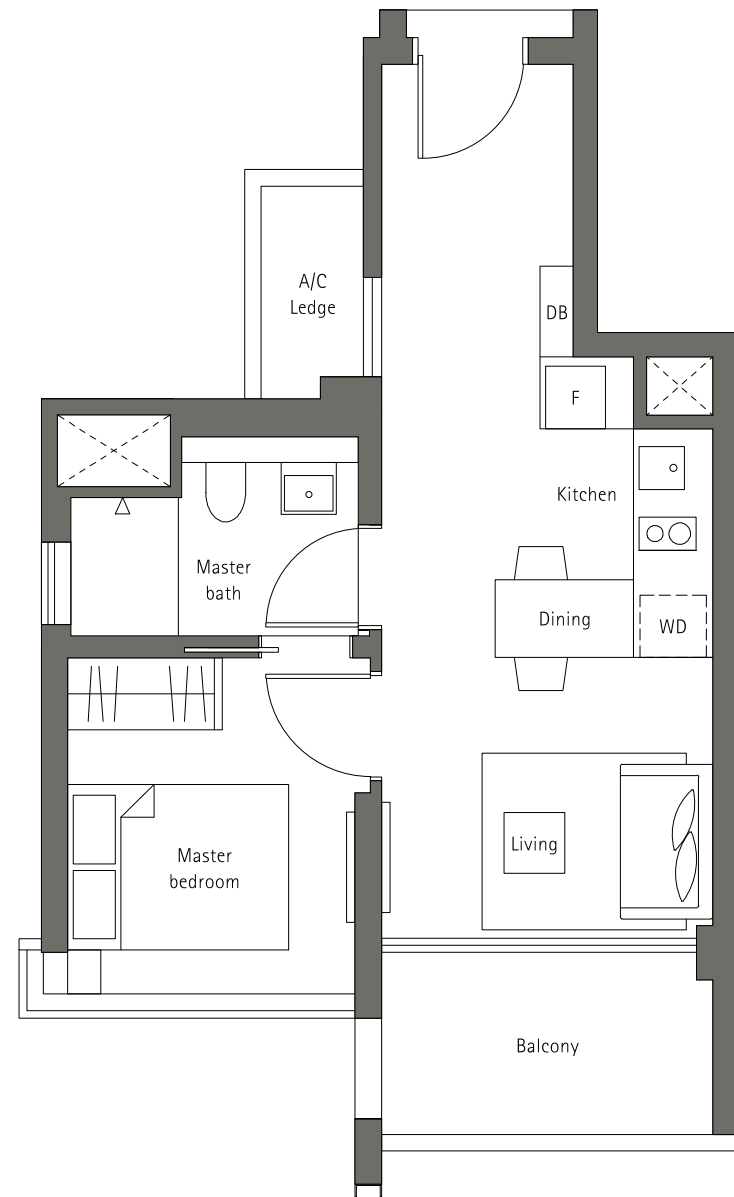 A/C
Ledge
DB
F
Kitchen
Master
bath
Dining
WD
Living
Master
bedroom
Balcony